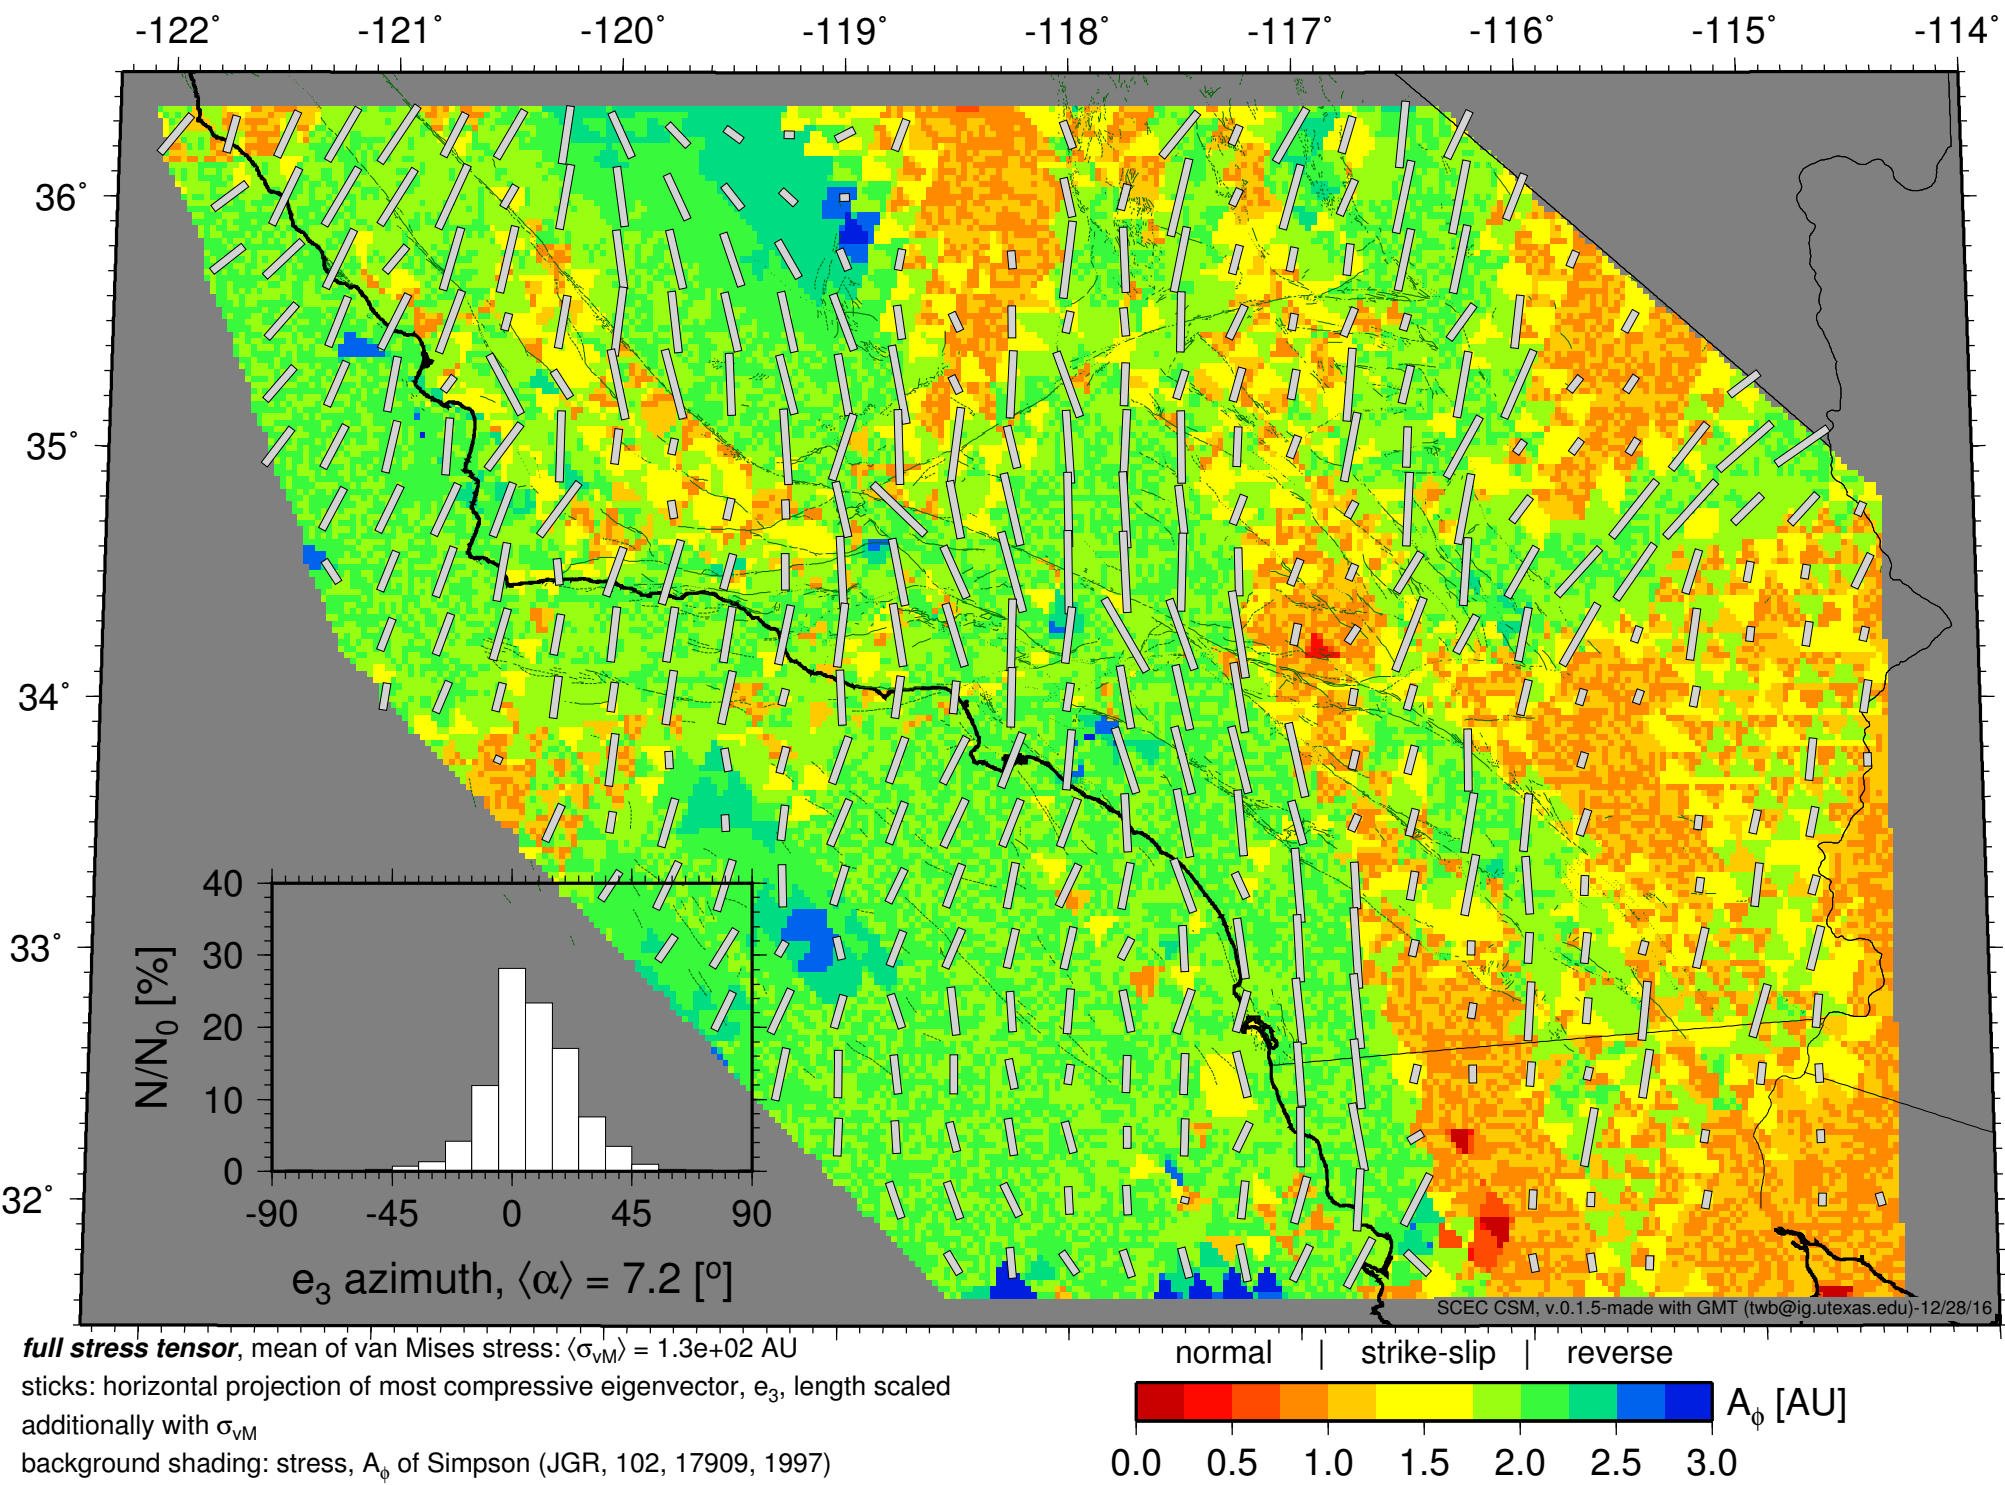 -122˚ -121˚ -120˚ -119˚ -118˚ -117˚ -116˚ -115˚ -114˚
36˚
35˚
34˚
33˚
32˚
40
30
20
10
0
N/N0 [%]
-90 -45 0 45 90
e3 azimuth, ⟨α⟩ = 7.2 [º]
SCEC CSM, v.0.1.5-made with GMT (twb@ig.utexas.edu)-12/28/16
full stress tensor, mean of van Mises stress: ⟨σvM⟩ = 1.3e+02 AU
sticks: horizontal projection of most compressive eigenvector, e3, length scaled
additionally with σvM
background shading: stress, Aϕ of Simpson (JGR, 102, 17909, 1997)
normal | strike-slip | reverse
Aϕ [AU]
0.0 0.5 1.0 1.5 2.0 2.5 3.0